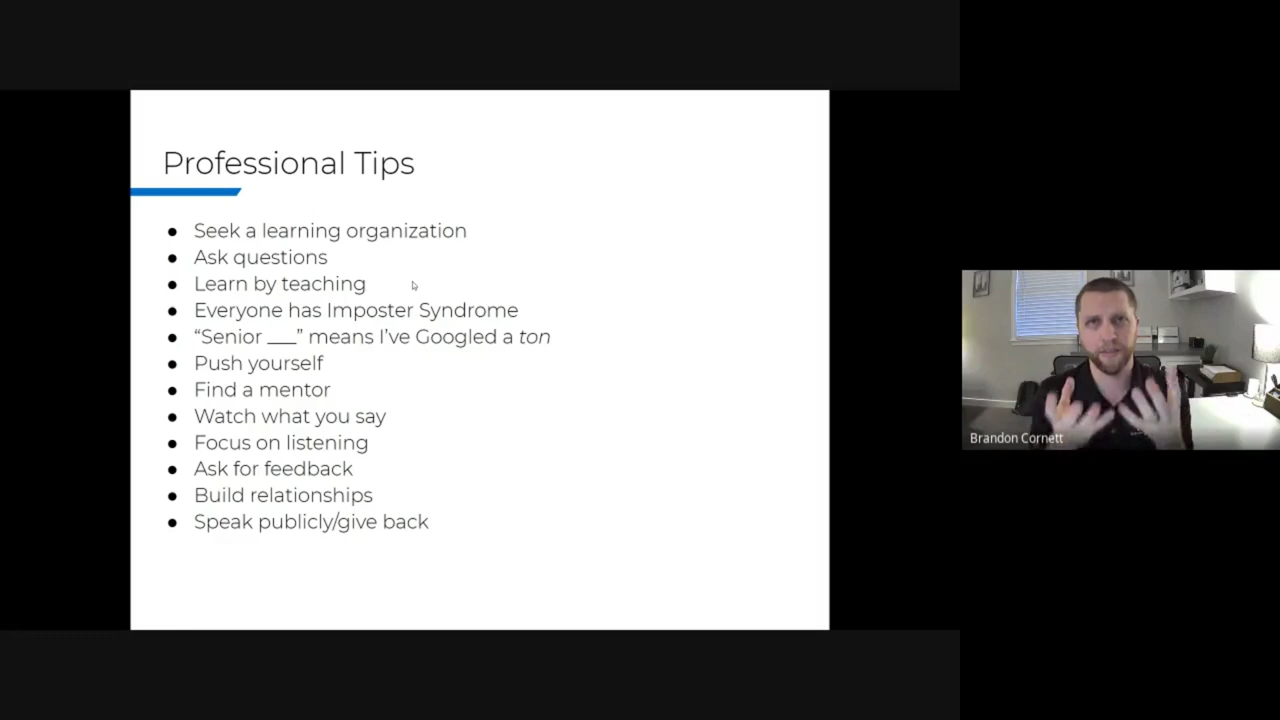 Professional Tips
● Seek a learning organization
● Ask questions
● Learn by teaching
● Everyone has Imposter Syndrome
● “Senior ___” means I’ve Googled a ton
● Push yourself
● Find a mentor
● Watch what you say
● Focus on listening
● Ask for feedback
● Build relationships
● Speak publicly/give back
Brandon Cornett